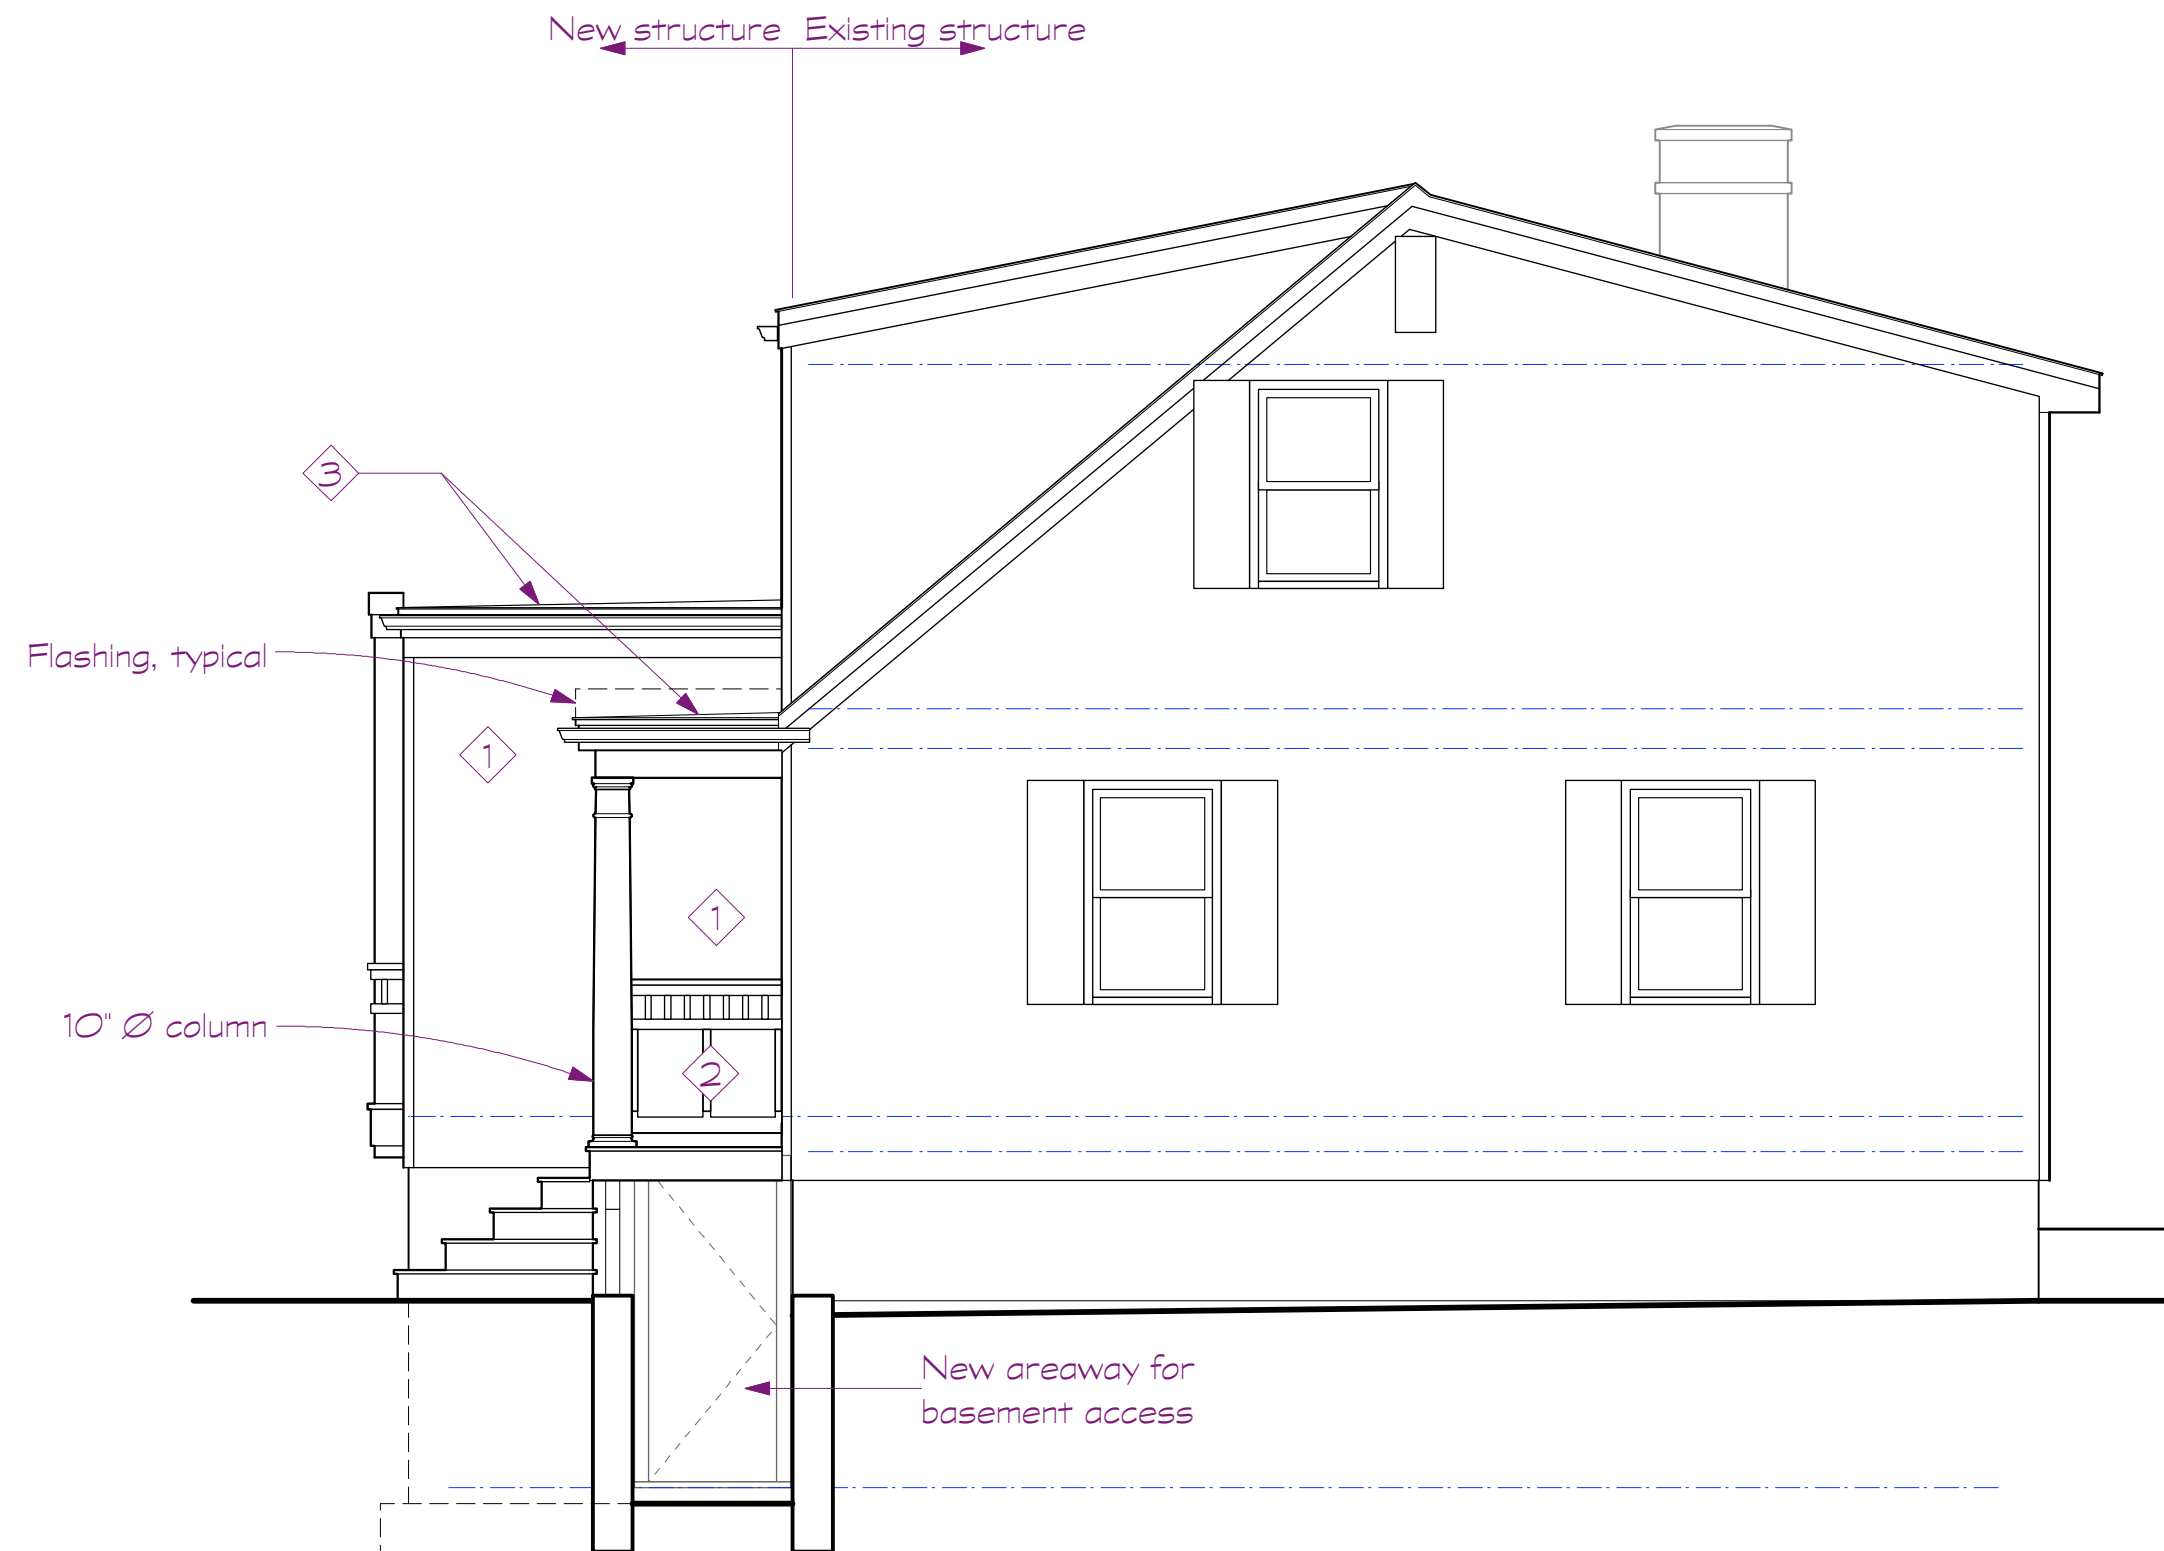 New structure  Existing structure
3
Flashing, typical
1
1
10" Ø column
2
New areaway for
basement access